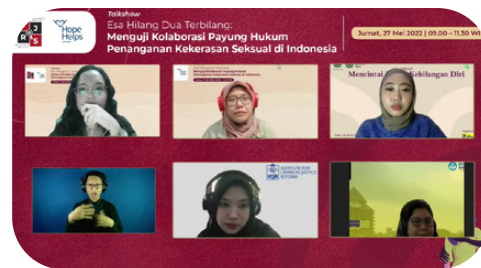 Talkshow
Esa Hilang Dua Terbilang:
Menguji Kolaborasi Payung Hukum
Penanganan Kekerasan Seksual di Indonesia
Jumat, 27 Mei 2022 | 09.00 – 11.30 WI
Hope
Helps
Mencintai Kehilangan Diri
INSTITUTE FOR
CRIMINAL JUSTICE
REFORM